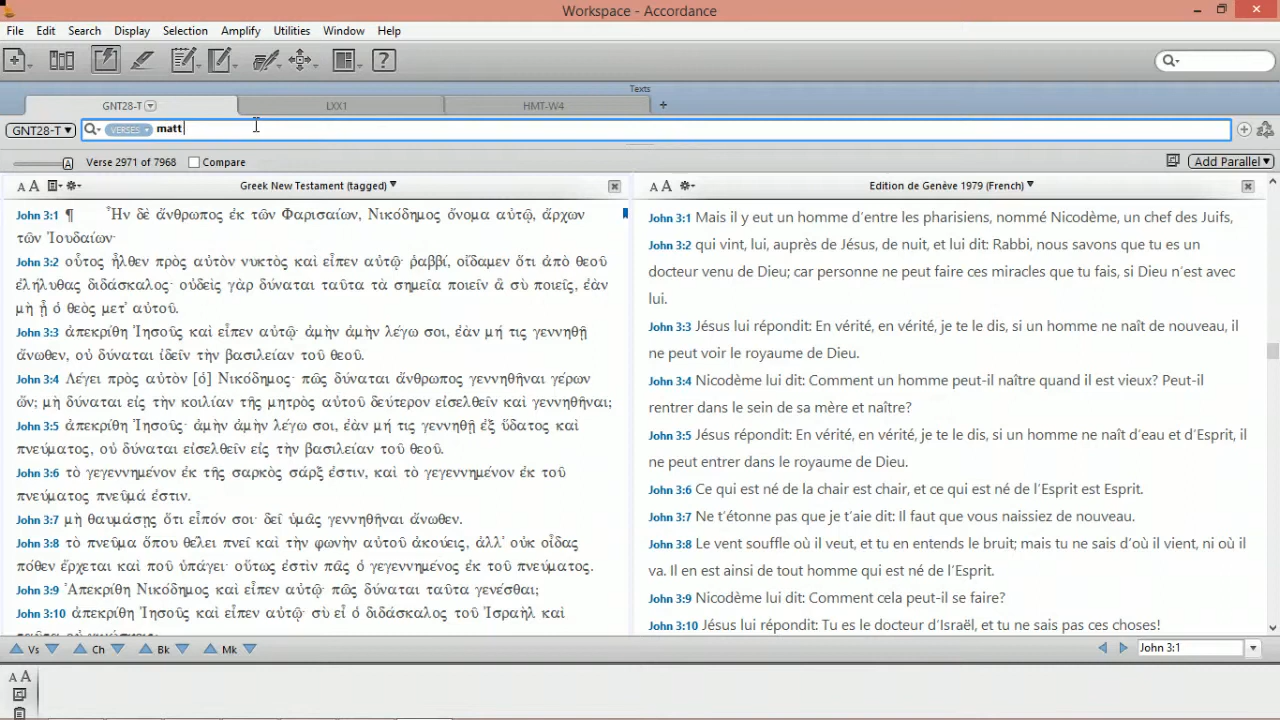 Workspace - Accordance
File Edit Search Display Selection Amplify Utilities Window Help
Texts
GNT28-T LXX1 HMT-W4 +
GNT28-T VERSES matt
Verse 2971 of 7968 Compare Add Parallel
A A Greek New Testament (tagged)
John 3:1 ¶ Ἦν δὲ ἄνθρωπος ἐκ τῶν Φαρισαίων, Νικόδημος ὄνομα αὐτῷ, ἄρχων
τῶν Ἰουδαίων·
John 3:2 οὗτος ἦλθεν πρὸς αὐτὸν νυκτὸς καὶ εἶπεν αὐτῷ· ῥαββί, οἴδαμεν ὅτι ἀπὸ θεοῦ
ἐλήλυθας διδάσκαλος· οὐδεὶς γὰρ δύναται ταῦτα τὰ σημεῖα ποιεῖν ἃ σὺ ποιεῖς, ἐὰν
μὴ ᾖ ὁ θεὸς μετ᾽ αὐτοῦ.
John 3:3 ἀπεκρίθη Ἰησοῦς καὶ εἶπεν αὐτῷ· ἀμὴν ἀμὴν λέγω σοι, ἐὰν μή τις γεννηθῇ
ἄνωθεν, οὐ δύναται ἰδεῖν τὴν βασιλείαν τοῦ θεοῦ.
John 3:4 Λέγει πρὸς αὐτὸν [ὁ] Νικόδημος· πῶς δύναται ἄνθρωπος γεννηθῆναι γέρων
ὤν; μὴ δύναται εἰς τὴν κοιλίαν τῆς μητρὸς αὐτοῦ δεύτερον εἰσελθεῖν καὶ γεννηθῆναι;
John 3:5 ἀπεκρίθη Ἰησοῦς· ἀμὴν ἀμὴν λέγω σοι, ἐὰν μή τις γεννηθῇ ἐξ ὕδατος καὶ
πνεύματος, οὐ δύναται εἰσελθεῖν εἰς τὴν βασιλείαν τοῦ θεοῦ.
John 3:6 τὸ γεγεννημένον ἐκ τῆς σαρκὸς σάρξ ἐστιν, καὶ τὸ γεγεννημένον ἐκ τοῦ
πνεύματος πνεῦμά ἐστιν.
John 3:7 μὴ θαυμάσῃς ὅτι εἶπόν σοι· δεῖ ὑμᾶς γεννηθῆναι ἄνωθεν.
John 3:8 τὸ πνεῦμα ὅπου θέλει πνεῖ καὶ τὴν φωνὴν αὐτοῦ ἀκούεις, ἀλλ᾽ οὐκ οἶδας
πόθεν ἔρχεται καὶ ποῦ ὑπάγει· οὕτως ἐστὶν πᾶς ὁ γεγεννημένος ἐκ τοῦ πνεύματος.
John 3:9 Ἀπεκρίθη Νικόδημος καὶ εἶπεν αὐτῷ· πῶς δύναται ταῦτα γενέσθαι;
John 3:10 ἀπεκρίθη Ἰησοῦς καὶ εἶπεν αὐτῷ· σὺ εἶ ὁ διδάσκαλος τοῦ Ἰσραὴλ καὶ
A A Edition de Genève 1979 (French)
John 3:1 Mais il y eut un homme d'entre les pharisiens, nommé Nicodème, un chef des Juifs,
John 3:2 qui vint, lui, auprès de Jésus, de nuit, et lui dit: Rabbi, nous savons que tu es un
docteur venu de Dieu; car personne ne peut faire ces miracles que tu fais, si Dieu n'est avec
lui.
John 3:3 Jésus lui répondit: En vérité, en vérité, je te le dis, si un homme ne naît de nouveau, il
ne peut voir le royaume de Dieu.
John 3:4 Nicodème lui dit: Comment un homme peut-il naître quand il est vieux? Peut-il
rentrer dans le sein de sa mère et naître?
John 3:5 Jésus répondit: En vérité, en vérité, je te le dis, si un homme ne naît d'eau et d'Esprit, il
ne peut entrer dans le royaume de Dieu.
John 3:6 Ce qui est né de la chair est chair, et ce qui est né de l'Esprit est Esprit.
John 3:7 Ne t'étonne pas que je t'aie dit: Il faut que vous naissiez de nouveau.
John 3:8 Le vent souffle où il veut, et tu en entends le bruit; mais tu ne sais d'où il vient, ni où il
va. Il en est ainsi de tout homme qui est né de l'Esprit.
John 3:9 Nicodème lui dit: Comment cela peut-il se faire?
John 3:10 Jésus lui répondit: Tu es le docteur d'Israël, et tu ne sais pas ces choses!
Vs Ch Bk Mk John 3:1
A A